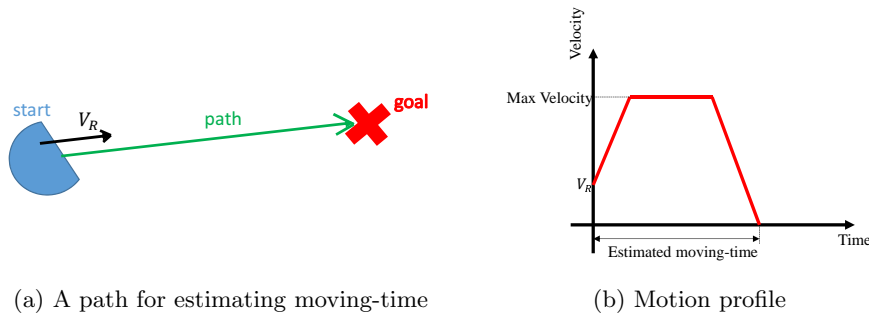 start
V_R
path
goal
(a) A path for estimating moving-time
Velocity
Max Velocity
V_R
Time
Estimated moving-time
(b) Motion profile